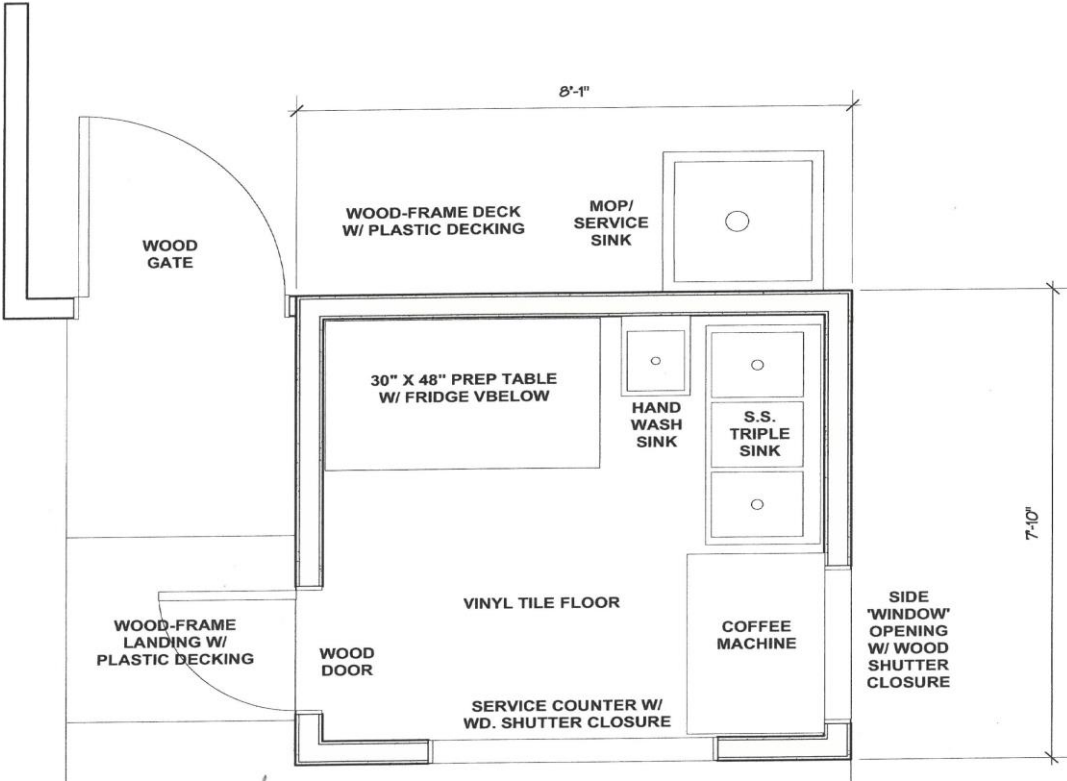 8'-1"
WOOD-FRAME DECK
W/ PLASTIC DECKING
MOP/
SERVICE
SINK
WOOD
GATE
30" X 48" PREP TABLE
W/ FRIDGE VBELOW
HAND
WASH
SINK
S.S.
TRIPLE
SINK
7'-10"
VINYL TILE FLOOR
WOOD-FRAME
LANDING W/
PLASTIC DECKING
WOOD
DOOR
COFFEE
MACHINE
SIDE
'WINDOW'
OPENING
W/ WOOD
SHUTTER
CLOSURE
SERVICE COUNTER W/
WD. SHUTTER CLOSURE